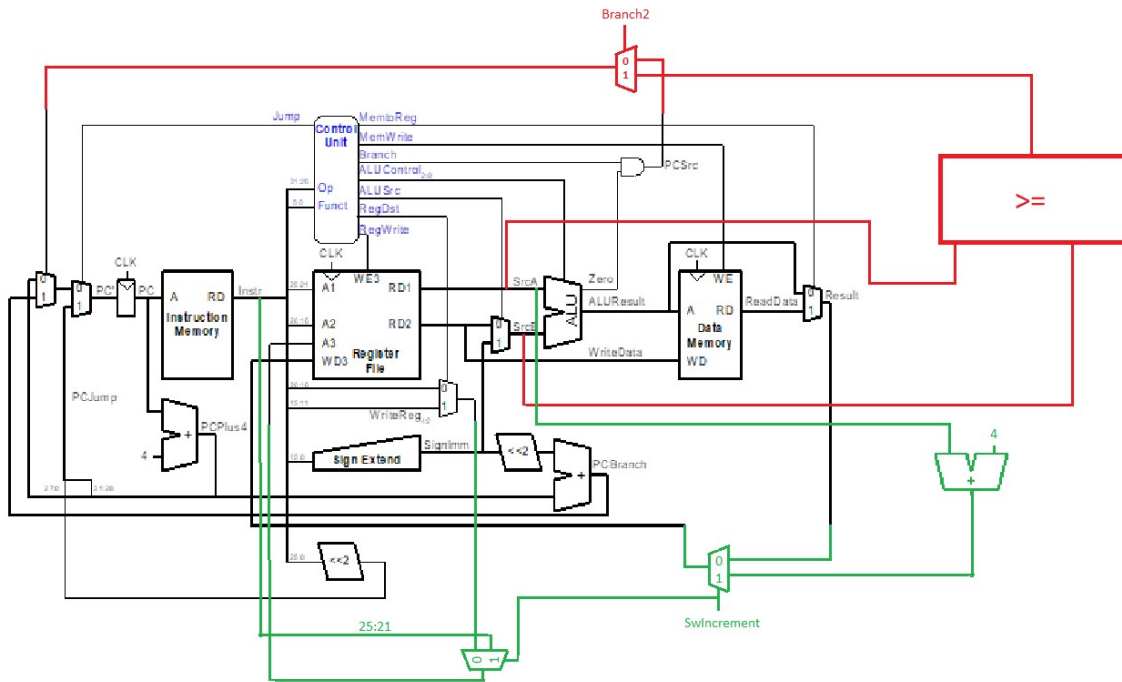 Branch2
0
1
Jump
MemtoReg
Control
Unit
MemWrite
Branch
ALUControl2:0
PCSrc
31:26
Op
ALUSrc
5:0
Funct
RegDst
RegWrite
>=
CLK
CLK
CLK
0
1
0
1
PC'
PC
A
RD
Instr
Instruction
Memory
25:21
A1
WE3
RD1
SrcA
Zero
ALU
ALUResult
WE
A
RD
ReadData
0
1
Result
20:16
A2
RD2
0
1
SrcB
A3
Register
File
WD3
Data
Memory
WriteData
WD
PCJump
20:16
15:11
0
1
WriteReg4:0
PCPlus4
+
4
SignImm
<<2
15:0
Sign Extend
+
PCBranch
4
+
27:0
31:28
25:0
<<2
0
1
SwIncrement
25:21
0
1